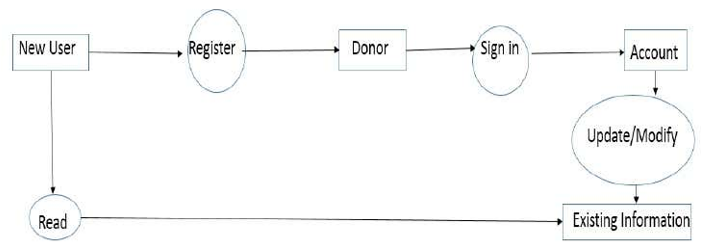 New User
Register
Donor
Sign in
Account
Update/Modify
Read
Existing Information